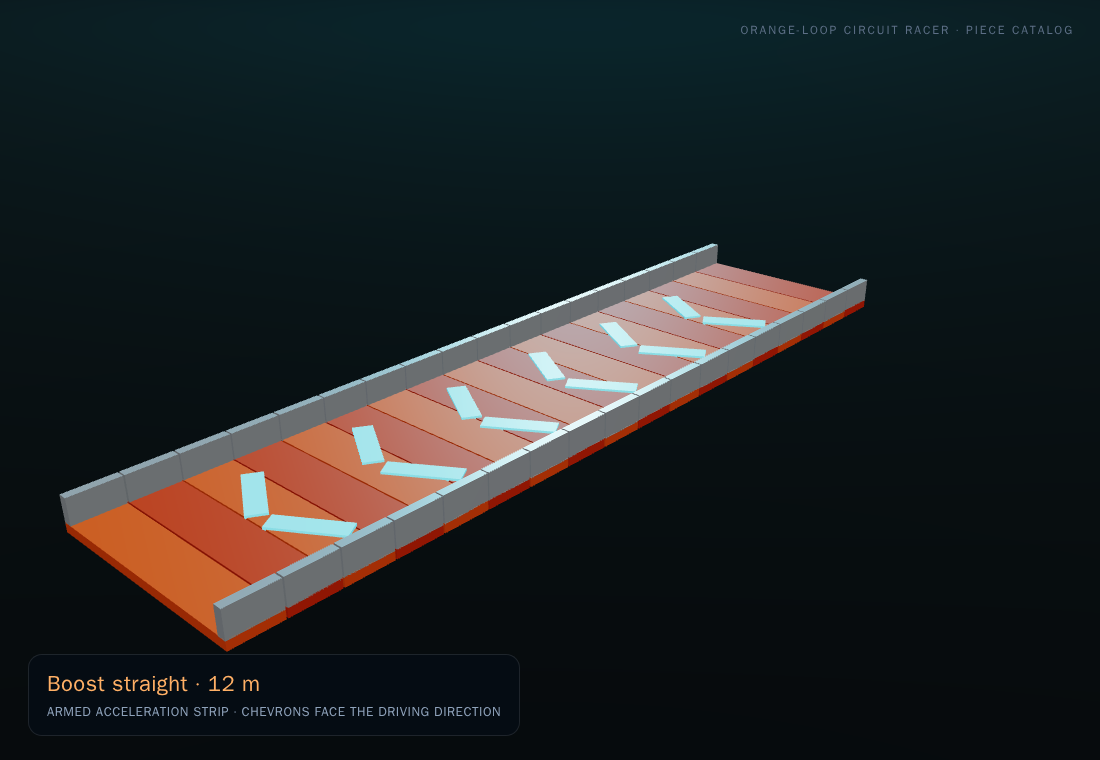 ORANGE-LOOP CIRCUIT RACER · PIECE CATALOG
Boost straight · 12 m
ARMED ACCELERATION STRIP · CHEVRONS FACE THE DRIVING DIRECTION